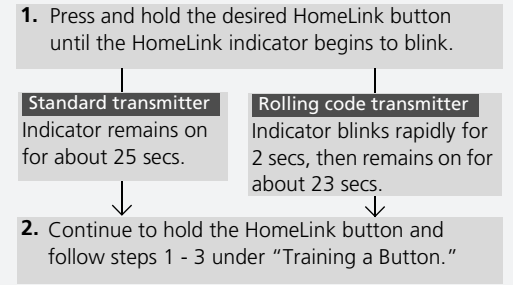 1. Press and hold the desired HomeLink button
until the HomeLink indicator begins to blink.
Standard transmitter
Indicator remains on
for about 25 secs.
Rolling code transmitter
Indicator blinks rapidly for
2 secs, then remains on for
about 23 secs.
2. Continue to hold the HomeLink button and
follow steps 1 - 3 under “Training a Button.”